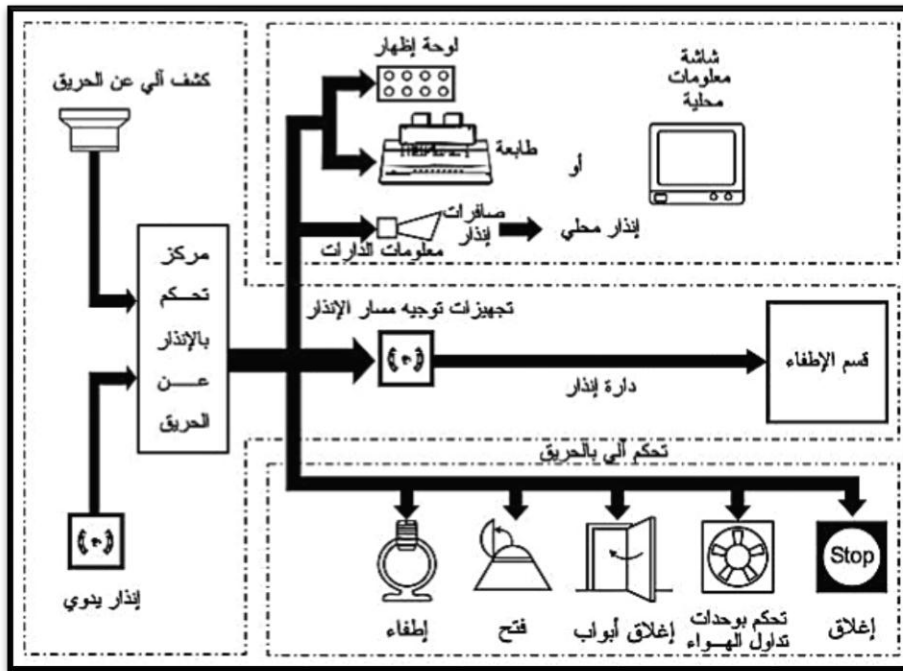 كشف آلي عن الحريق
مركز
تحكم
بالإنذار
عن
الحريق
إنذار يدوي
لوحة إظهار
طابعة
أو
شاشة
معلومات
محلية
صافرات
إنذار
معلومات الذارات
إنذار محلي
تجهيزات توجيه مسار الإنذار
دارة إنذار
قسم الإطفاء
تحكم آلي بالحريق
إطفاء
فتح
إغلاق أبواب
تحكم بوحدات
تداول الهواء
Stop
إغلاق